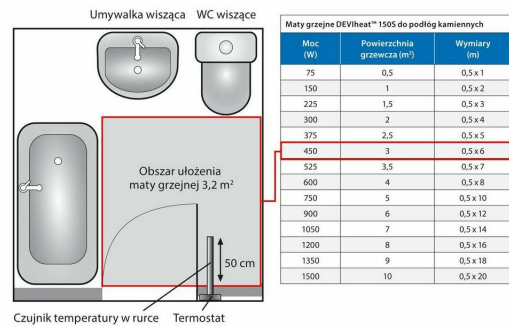 Umywalka wisząca WC wiszące
Obszar ułożenia
maty grzejnej 3,2 m²
50 cm
Czujnik temperatury w rurce Termostat
Maty grzejne DEVIheat™ 150S do podłóg kamiennych
Moc (W) Powierzchnia grzewcza (m²) Wymiary (m)
75 0,5 0,5 x 1
150 1 0,5 x 2
225 1,5 0,5 x 3
300 2 0,5 x 4
375 2,5 0,5 x 5
450 3 0,5 x 6
525 3,5 0,5 x 7
600 4 0,5 x 8
750 5 0,5 x 10
900 6 0,5 x 12
1050 7 0,5 x 14
1200 8 0,5 x 16
1350 9 0,5 x 18
1500 10 0,5 x 20